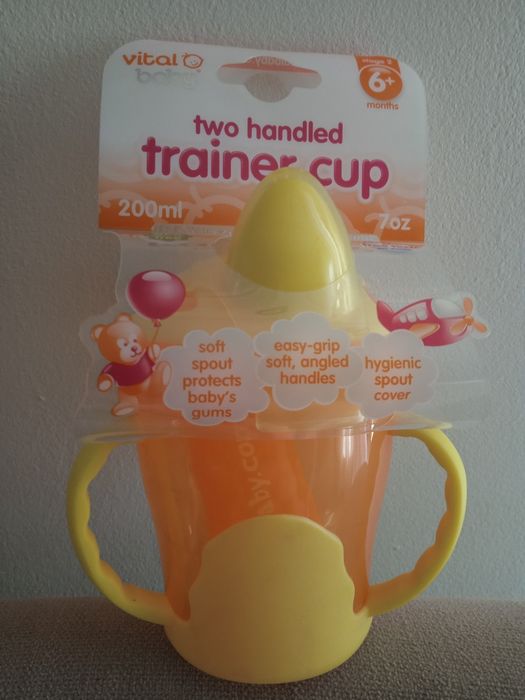 vital
baby
stage 2
6+
months
two handled
trainer cup
200ml
7oz
soft
spout
protects
baby's
gums
easy-grip
soft, angled
handles
hygienic
spout
cover